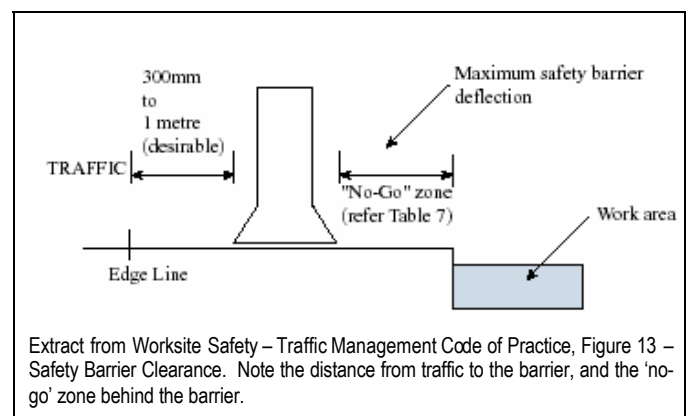 300mm
to
1 metre
(desirable)
Maximum safety barrier
deflection
TRAFFIC
"No-Go" zone
(refer Table 7)
Work area
Edge Line
Extract from Worksite Safety – Traffic Management Code of Practice, Figure 13 –
Safety Barrier Clearance. Note the distance from traffic to the barrier, and the ‘no-
go’ zone behind the barrier.